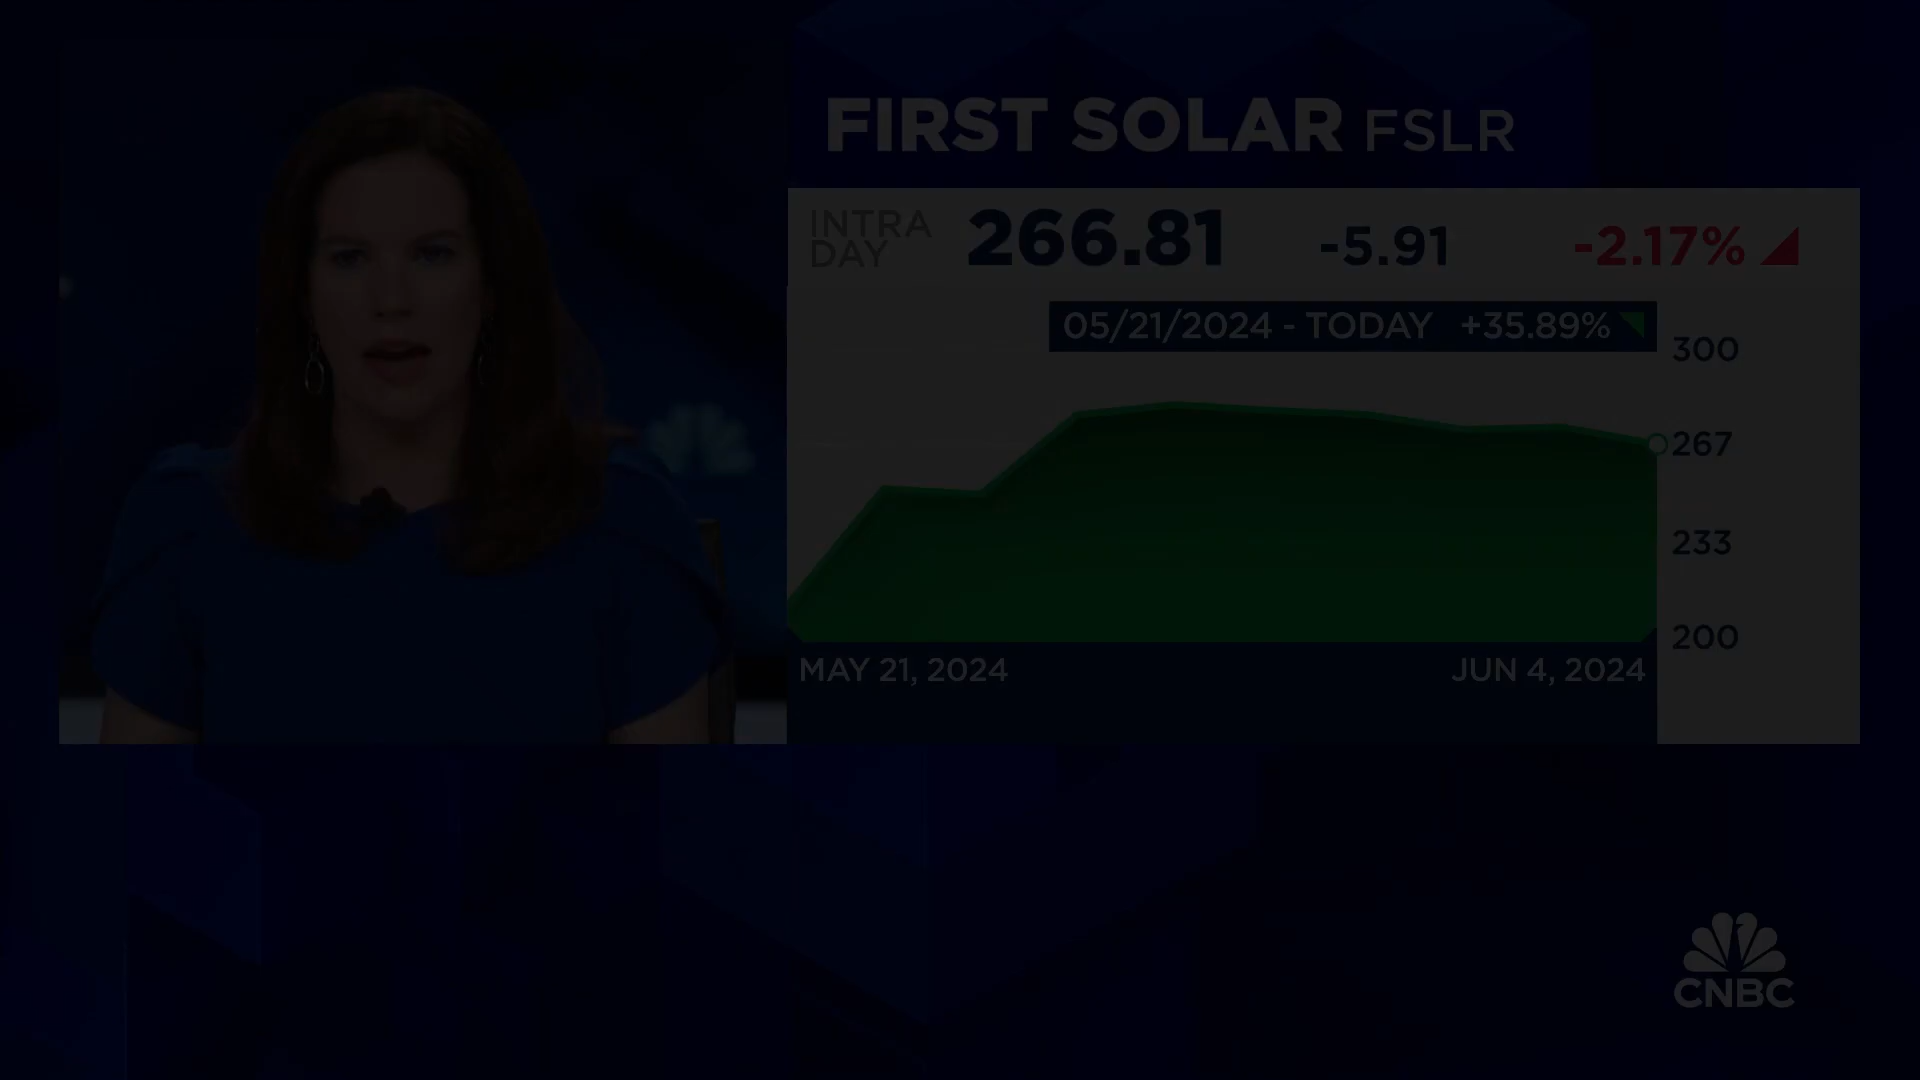 FIRST SOLAR FSLR
INTRA
DAY
266.81 -5.91 -2.17%
05/21/2024 - TODAY +35.89%
300
267
233
200
MAY 21, 2024 JUN 4, 2024
CNBC